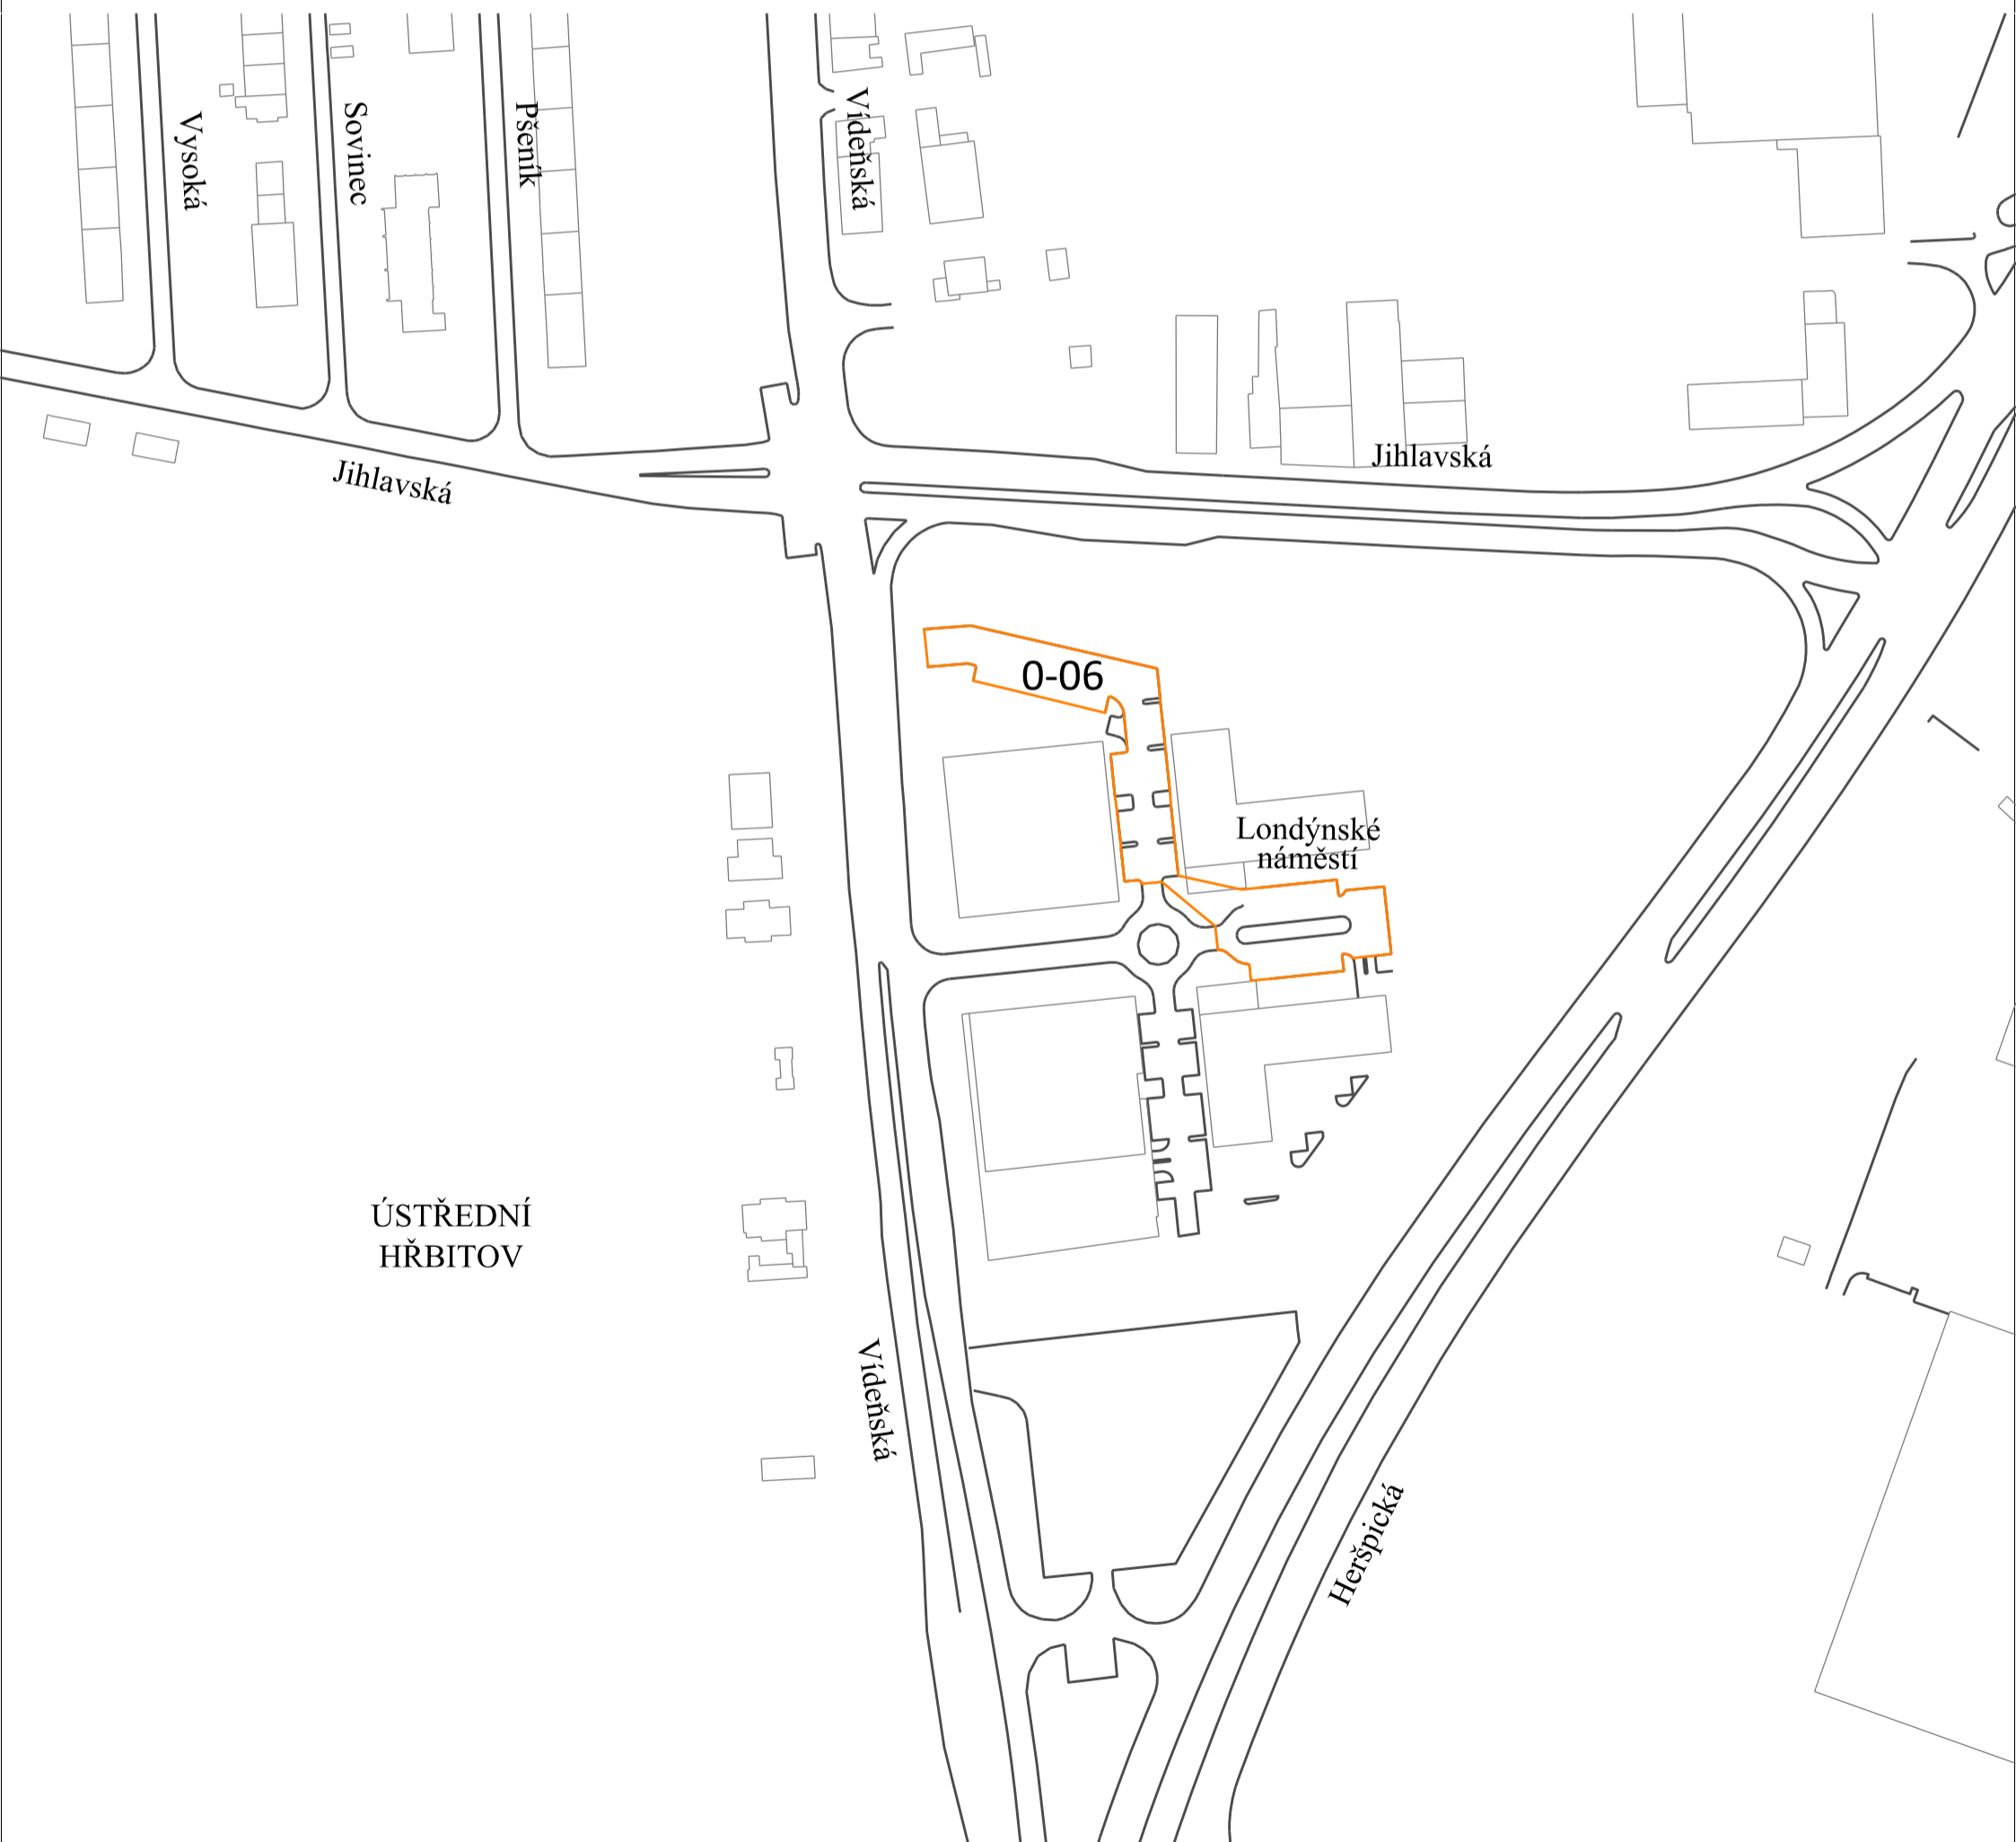 Vysoká
Sovinec
Pšeník
Vídeňská
Jihlavská
Jihlavská
0-06
Londýnské
náměstí
ÚSTŘEDNÍ
HŘBITOV
Vídeňská
Heršpická